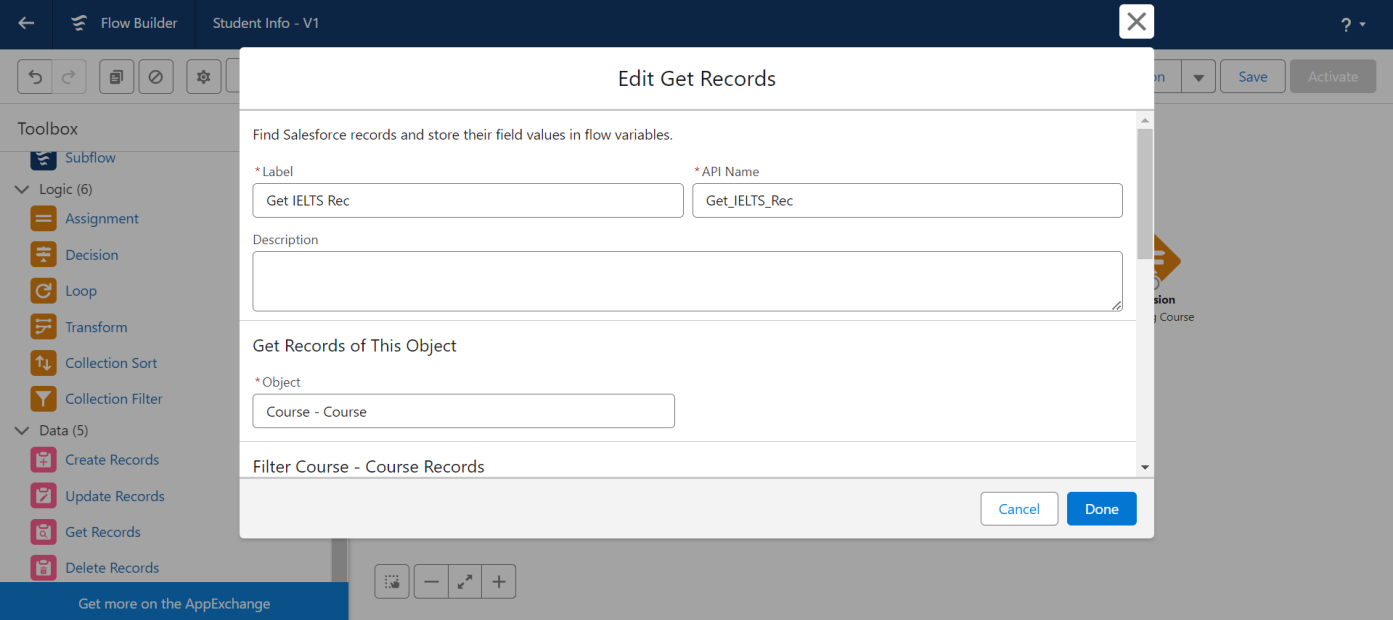 Flow Builder
Student Info - V1
?
Edit Get Records
Save
Activate
Toolbox
Find Salesforce records and store their field values in flow variables.
Subflow
Logic (6)
Assignment
Decision
Loop
Transform
Collection Sort
Collection Filter
Data (5)
Create Records
Update Records
Get Records
Delete Records
Get more on the AppExchange
*Label
*API Name
Get IELTS Rec
Get_IELTS_Rec
Description
Get Records of This Object
*Object
Course - Course
Filter Course - Course Records
Cancel
Done
Course